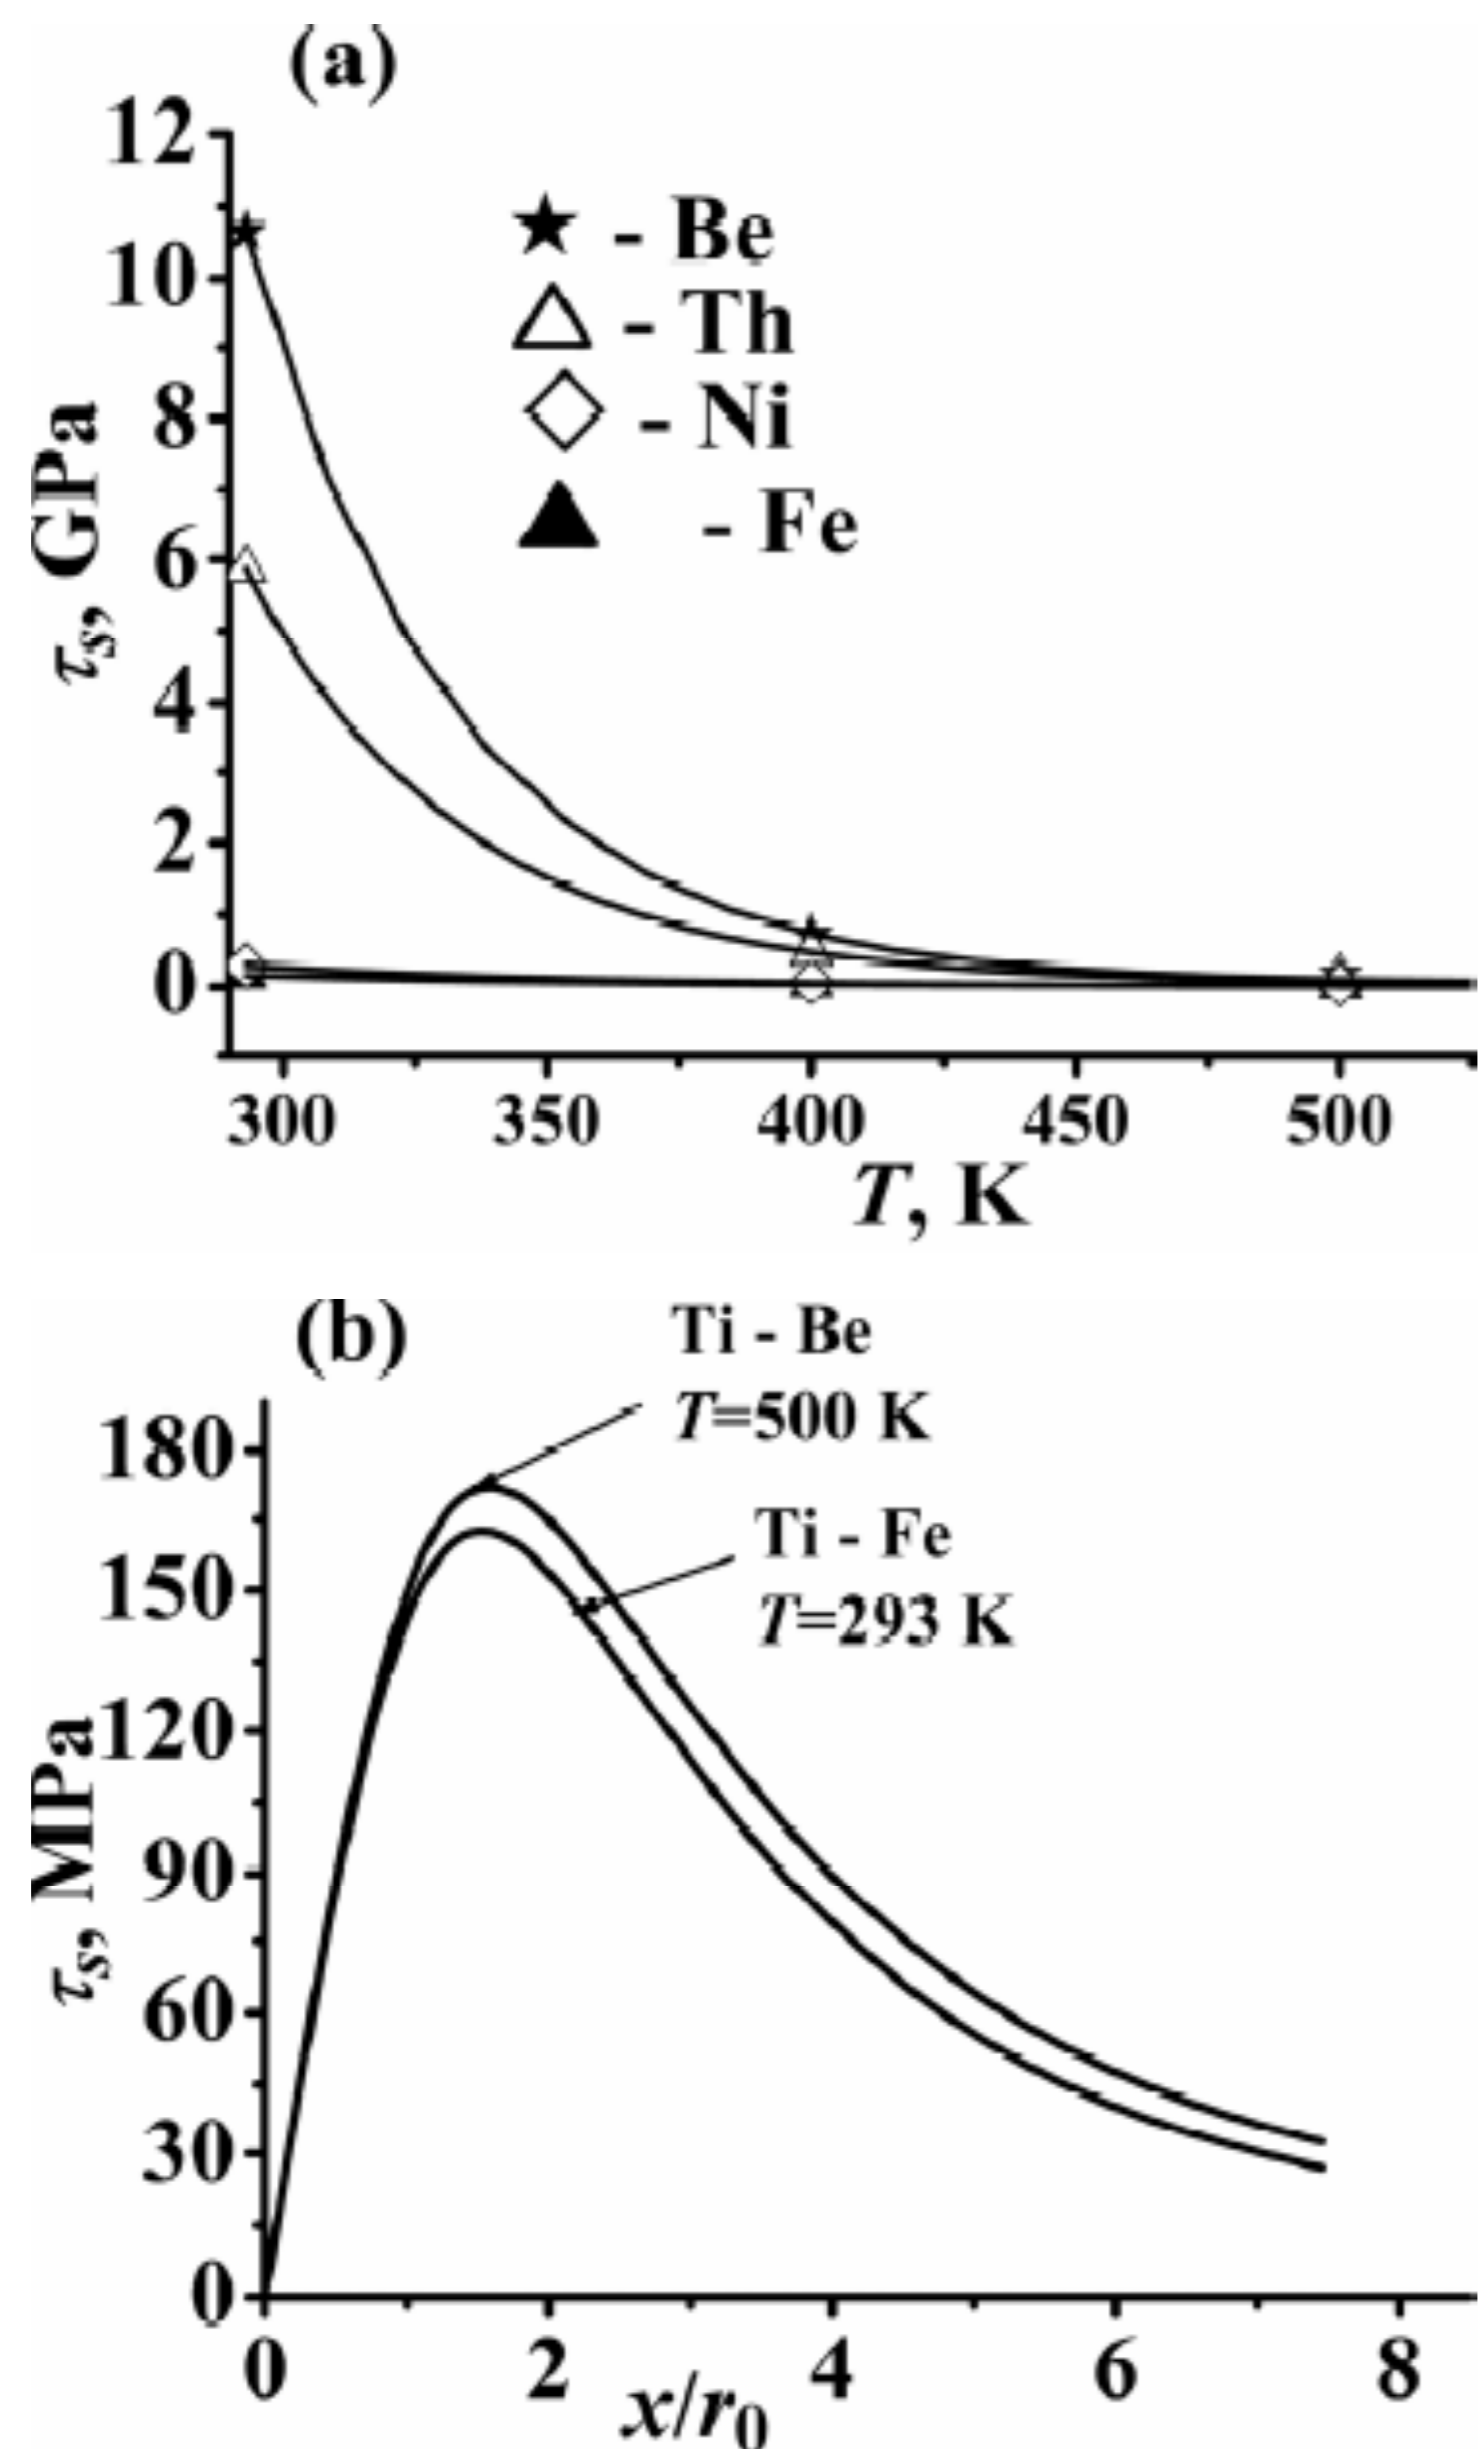 (a)
12
10
8
6
4
2
0
τs, GPa
- Be
- Th
- Ni
- Fe
300 350 400 450 500
T, K
(b)
Ti - Be
T=500 K
Ti - Fe
T=293 K
180
150
120
90
60
30
0
τs, MPa
0 2 4 6 8
x/r0